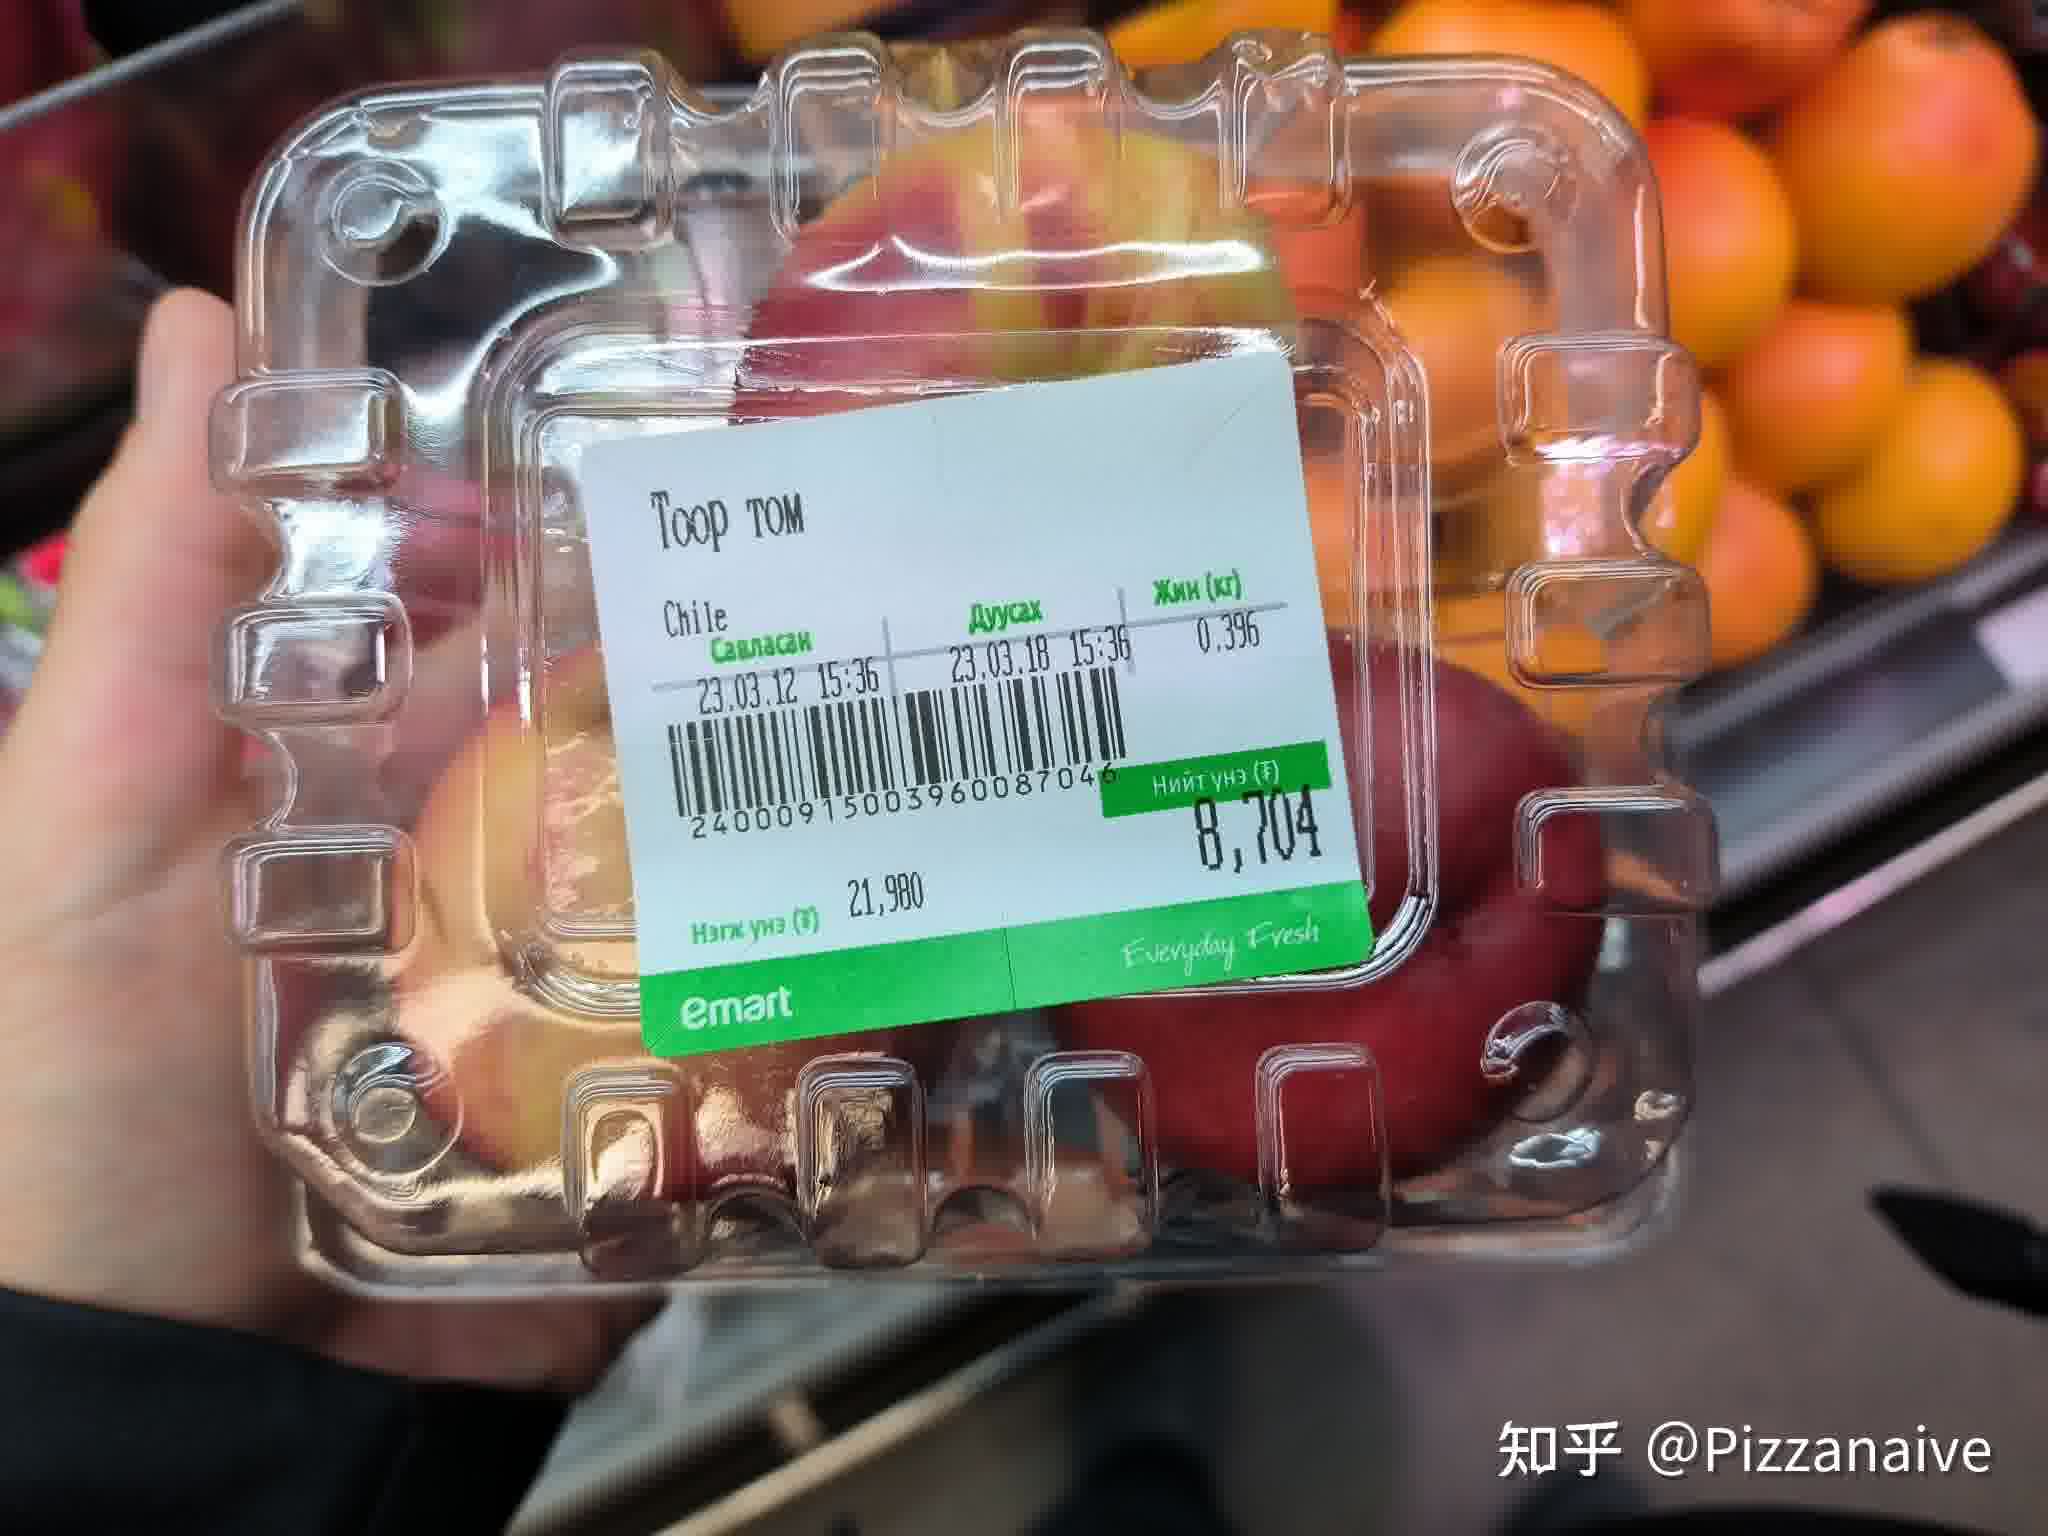 Тоор том
Chile
Савласан Дуусах Жин (кг)
23.03.12 15:36 23.03.18 15:36 0.396
24000915003960087046
Нийт үнэ (₮)
8,704
Нэгж үнэ (₮) 21,980
emart Everyday Fresh
知乎 @Pizzanaive